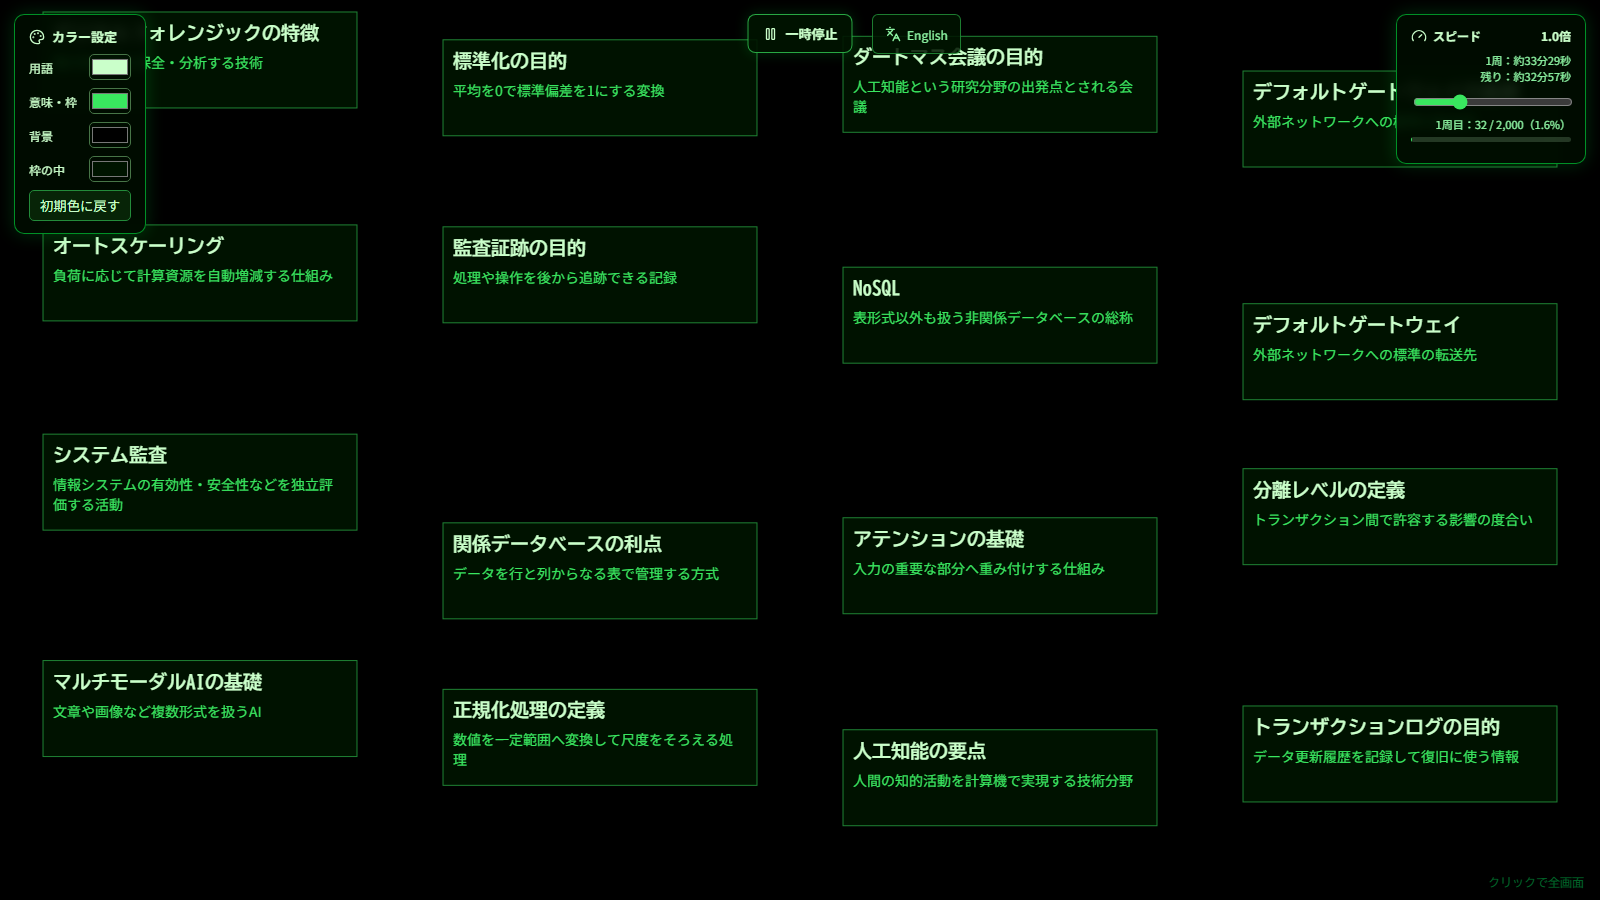 カラー設定
用語
意味・枠
背景
枠の中
初期色に戻す
一時停止
English
スピード
1.0倍
1周：約33分29秒
残り：約32分57秒
1周目：32 / 2,000（1.6%）
ォレンジックの特徴
全・分析する技術
標準化の目的
平均を0で標準偏差を1にする変換
ダートマス会議の目的
人工知能という研究分野の出発点とされる会
議
デフォルトゲート
外部ネットワークへの
オートスケーリング
負荷に応じて計算資源を自動増減する仕組み
監査証跡の目的
処理や操作を後から追跡できる記録
NoSQL
表形式以外も扱う非関係データベースの総称
デフォルトゲートウェイ
外部ネットワークへの標準の転送先
システム監査
情報システムの有効性・安全性などを独立評
価する活動
関係データベースの利点
データを行と列からなる表で管理する方式
アテンションの基礎
入力の重要な部分へ重み付けする仕組み
分離レベルの定義
トランザクション間で許容する影響の度合い
マルチモーダルAIの基礎
文章や画像など複数形式を扱うAI
正規化処理の定義
数値を一定範囲へ変換して尺度をそろえる処
理
人工知能の要点
人間の知的活動を計算機で実現する技術分野
トランザクションログの目的
データ更新履歴を記録して復旧に使う情報
クリックで全画面